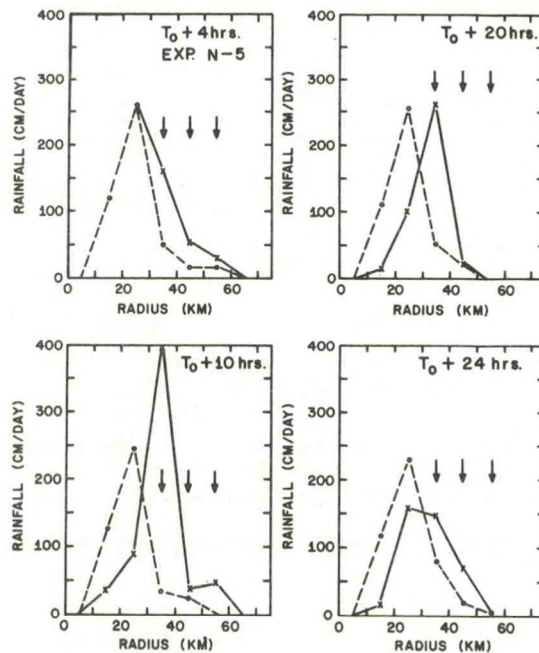 T₀ + 4 hrs.
EXP. N-5
RAINFALL (CM/DAY)
400
300
200
100
0
0 20 40 60
RADIUS (KM)
T₀ + 20 hrs.
RAINFALL (CM/DAY)
400
300
200
100
0
0 20 40 60
RADIUS (KM)
T₀ + 10 hrs.
RAINFALL (CM/DAY)
400
300
200
100
0
0 20 40 60
RADIUS (KM)
T₀ + 24 hrs.
RAINFALL (CM/DAY)
400
300
200
100
0
0 20 40 60
RADIUS (KM)